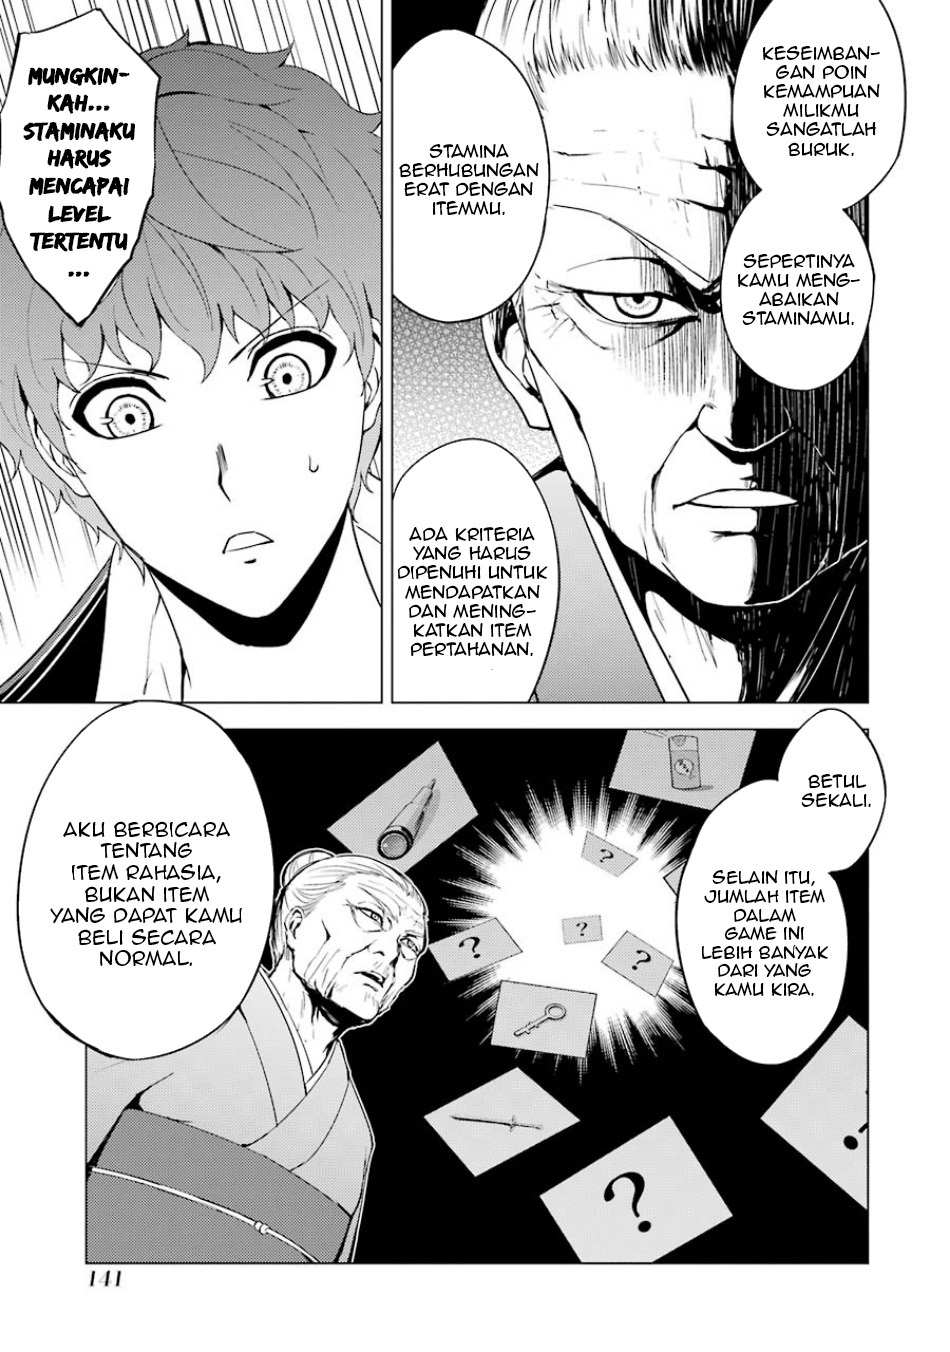 KESEIMBAN-
GAN POIN
KEMAMPUAN
MILIKMU
SANGATLAH
BURUK.
SEPERTINYA
KAMU MENG-
ABAIKAN
STAMINAMU.
STAMINA
BERHUBUNGAN
ERAT DENGAN
ITEMMU.
ADA KRITERIA
YANG HARUS
DIPENUHI UNTUK
MENDAPATKAN
DAN MENING-
KATKAN ITEM
PERTAHANAN.
MUNGKIN-
KAH...
STAMINAKU
HARUS
MENCAPAI
LEVEL
TERTENTU
...
BETUL
SEKALI.
SELAIN ITU,
JUMLAH ITEM
DALAM
GAME INI
LEBIH BANYAK
DARI YANG
KAMU KIRA.
?
?
?
?
?
?
AKU BERBICARA
TENTANG
ITEM RAHASIA,
BUKAN ITEM
YANG DAPAT KAMU
BELI SECARA
NORMAL.
141